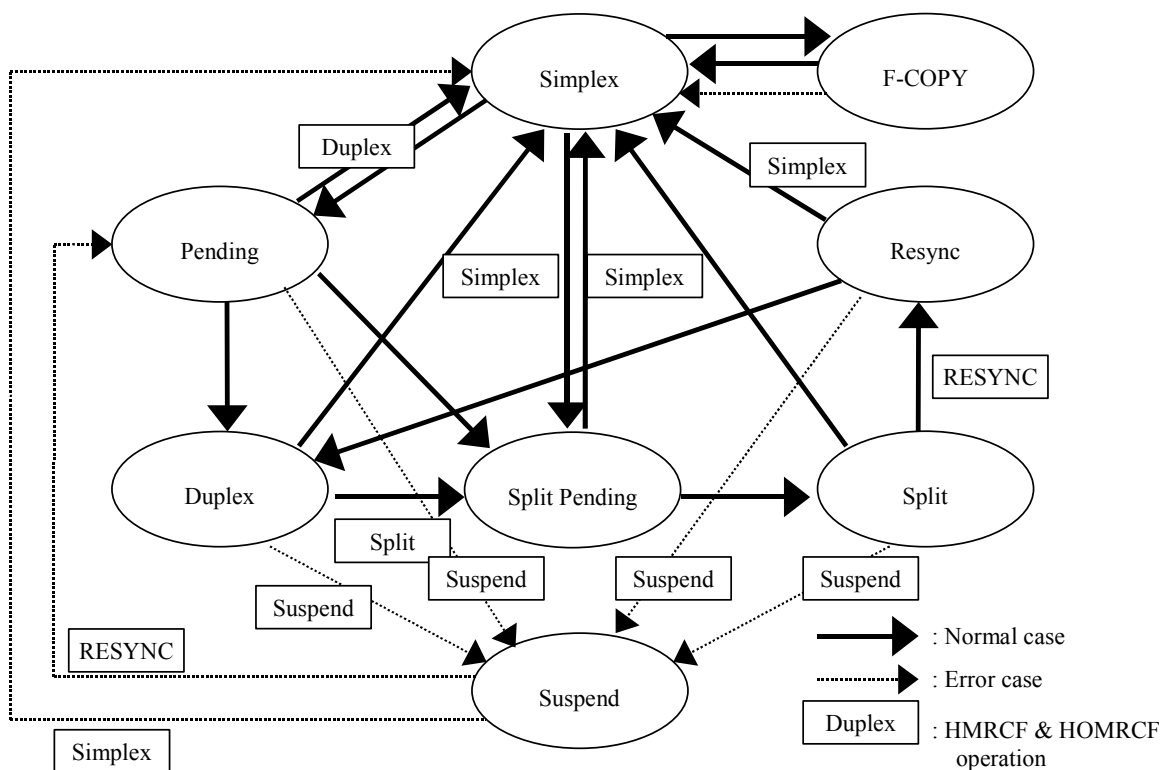 Simplex
F-COPY
Duplex
Simplex
Pending
Resync
Simplex
Simplex
RESYNC
Duplex
Split Pending
Split
Split
Suspend
Suspend
Suspend
Suspend
RESYNC
Suspend
Simplex
: Normal case
: Error case
Duplex
: HMRCF & HOMRCF
operation